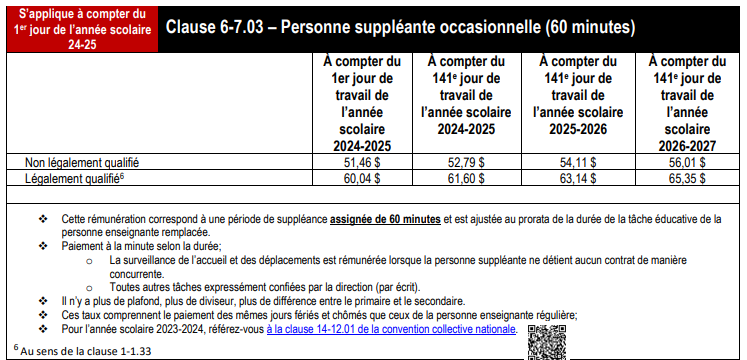 S'applique à compter du
1er jour de l'année scolaire
24-25
Clause 6-7.03 – Personne suppléante occasionnelle (60 minutes)
À compter du 1er jour de travail de l'année scolaire 2024-2025
À compter du 141e jour de travail de l'année scolaire 2024-2025
À compter du 141e jour de travail de l'année scolaire 2025-2026
À compter du 141e jour de travail de l'année scolaire 2026-2027
Non légalement qualifié 51,46 $ 52,79 $ 54,11 $ 56,01 $
Légalement qualifié6 60,04 $ 61,60 $ 63,14 $ 65,35 $
❖ Cette rémunération correspond à une période de suppléance assignée de 60 minutes et est ajustée au prorata de la durée de la tâche éducative de la
personne enseignante remplacée.
❖ Paiement à la minute selon la durée;
o La surveillance de l'accueil et des déplacements est rémunérée lorsque la personne suppléante ne détient aucun contrat de manière
concurrente.
o Toutes autres tâches expressément confiées par la direction (par écrit).
❖ Il n'y a plus de plafond, plus de diviseur, plus de différence entre le primaire et le secondaire.
❖ Ces taux comprennent le paiement des mêmes jours fériés et chômés que ceux de la personne enseignante régulière;
❖ Pour l'année scolaire 2023-2024, référez-vous à la clause 14-12.01 de la convention collective nationale.
6 Au sens de la clause 1-1.33